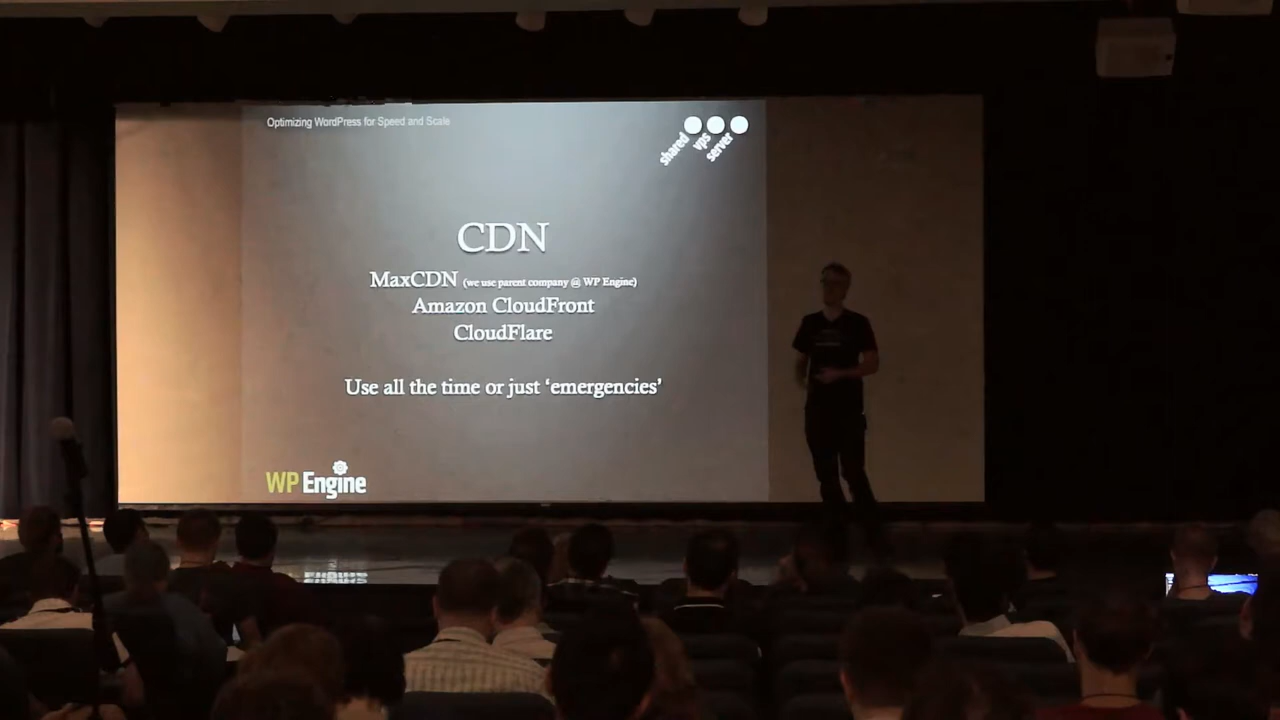 Optimizing WordPress for Speed and Scale
shared
vps
server
CDN
MaxCDN (we use parent company @ WP Engine)
Amazon CloudFront
CloudFlare
Use all the time or just ‘emergencies’
WP Engine